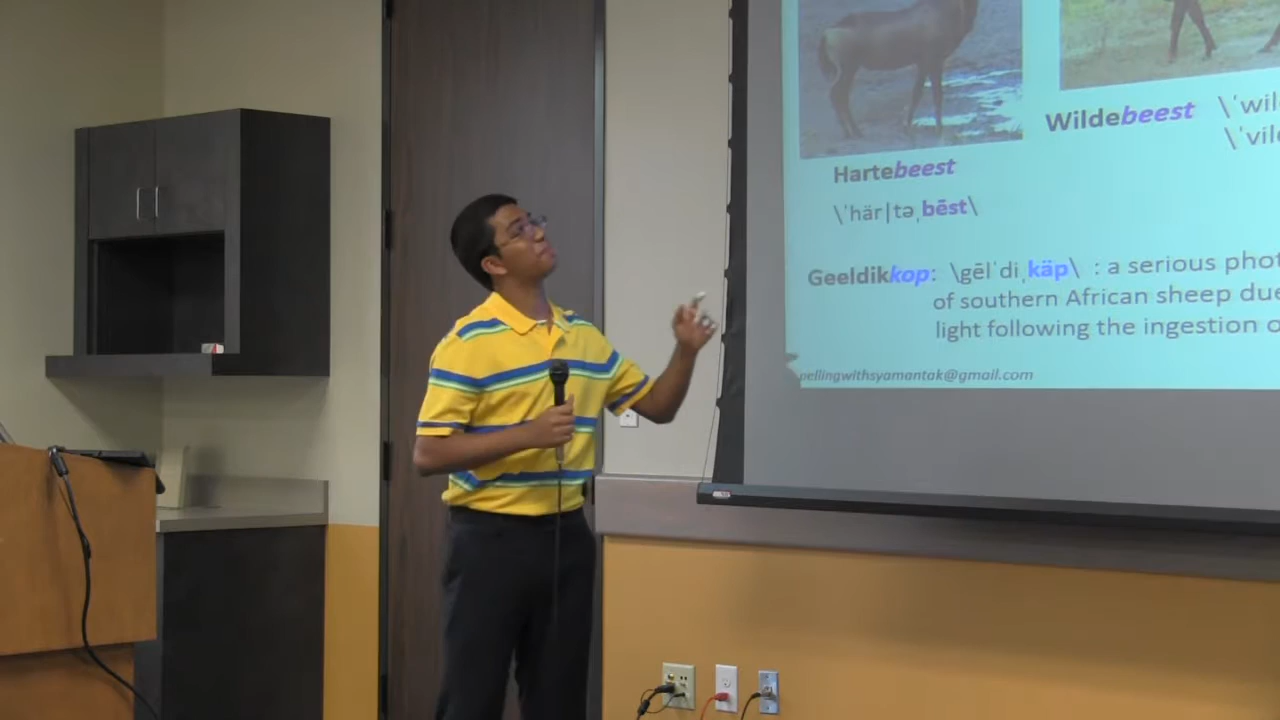 Wildebeest \ˈwil
\ˈvil
Hartebeest
\ˈhär|tə,bēst\
Geeldikkop: \gēlˈdi,käp\ : a serious phot
of southern African sheep due
light following the ingestion o
pellingwithsyamantak@gmail.com